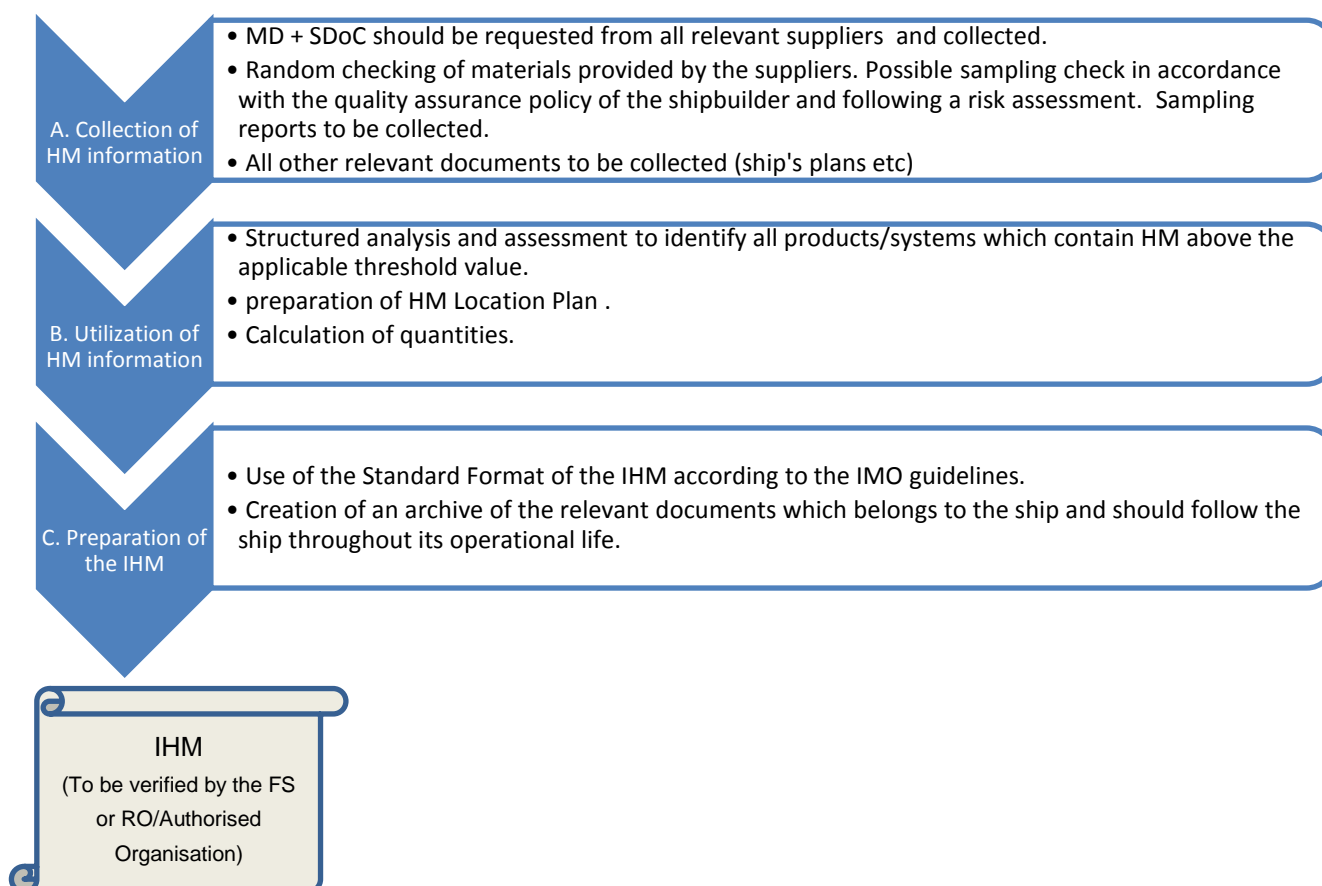 A. Collection of
HM information
• MD + SDoC should be requested from all relevant suppliers and collected.
• Random checking of materials provided by the suppliers. Possible sampling check in accordance
with the quality assurance policy of the shipbuilder and following a risk assessment. Sampling
reports to be collected.
• All other relevant documents to be collected (ship's plans etc)
B. Utilization of
HM information
• Structured analysis and assessment to identify all products/systems which contain HM above the
applicable threshold value.
• preparation of HM Location Plan .
• Calculation of quantities.
C. Preparation of
the IHM
• Use of the Standard Format of the IHM according to the IMO guidelines.
• Creation of an archive of the relevant documents which belongs to the ship and should follow the
ship throughout its operational life.
IHM
(To be verified by the FS
or RO/Authorised
Organisation)